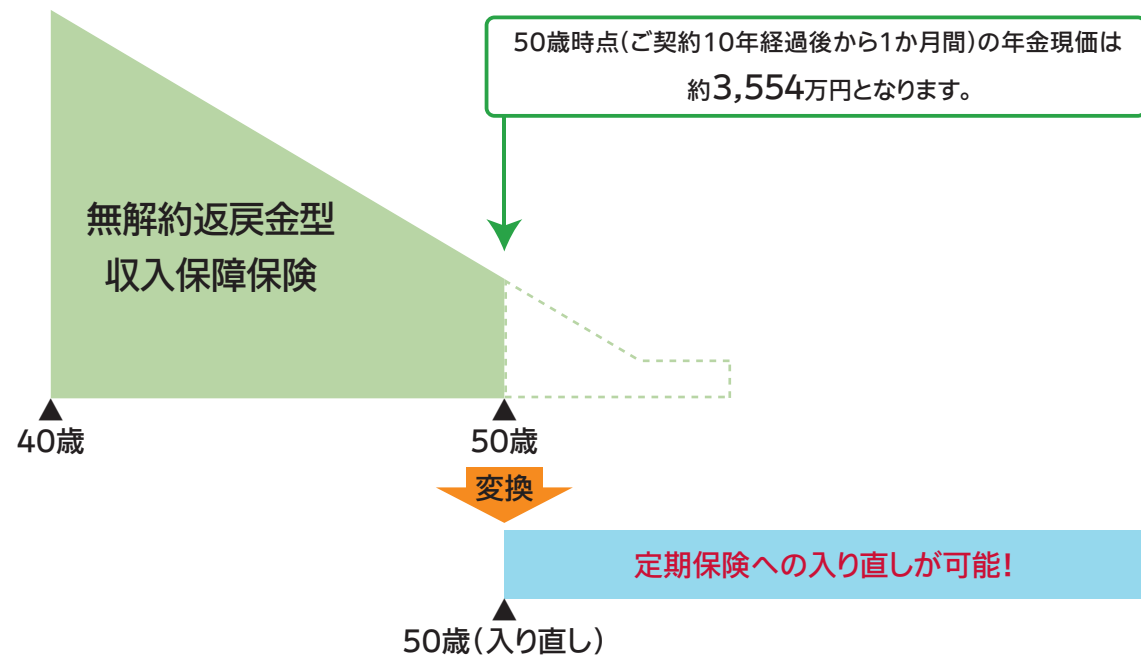 50歳時点(ご契約10年経過後から1か月間)の年金現価は
約3,554万円となります。
無解約返戻金型
収入保障保険
40歳
50歳
変換
定期保険への入り直しが可能!
50歳(入り直し)